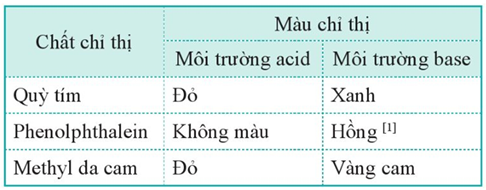 Chất chỉ thị Màu chỉ thị
Môi trường acid Môi trường base
Quỳ tím Đỏ Xanh
Phenolphthalein Không màu Hồng [1]
Methyl da cam Đỏ Vàng cam